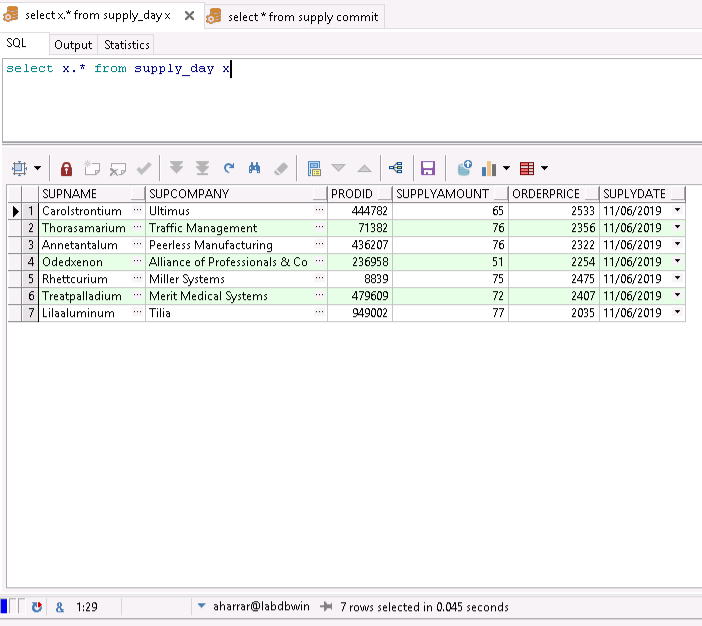 select x.* from supply_day x select * from supply commit
SQL Output Statistics
select x.* from supply_day x
SUPNAME SUPCOMPANY PRODID SUPPLYAMOUNT ORDERPRICE SUPLYDATE
1 Carolstrontium ... Ultimus ... 444782 65 2533 11/06/2019
2 Thorasamarium ... Traffic Management ... 71382 76 2356 11/06/2019
3 Annetantalum ... Peerless Manufacturing ... 436207 76 2322 11/06/2019
4 Odedxenon ... Alliance of Professionals & Co ... 236958 51 2254 11/06/2019
5 Rhettcurium ... Miller Systems ... 8839 75 2475 11/06/2019
6 Treatpalladium ... Merit Medical Systems ... 479609 72 2407 11/06/2019
7 Lilaaluminum ... Tilia ... 949002 77 2035 11/06/2019
& 1:29 aharrar@labdbwin 7 rows selected in 0.045 seconds